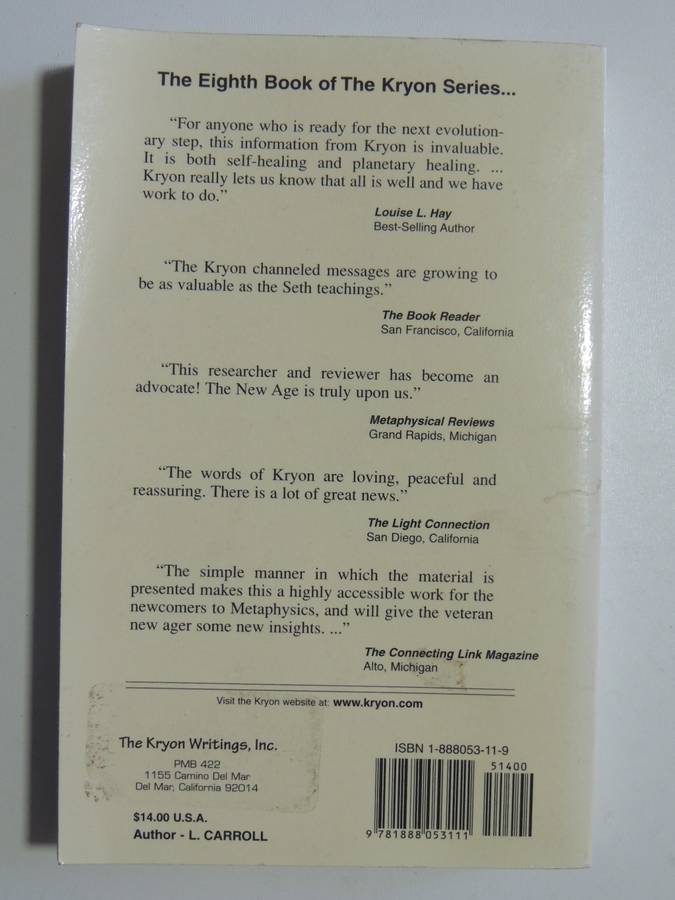 The Eighth Book of The Kryon Series...
“For anyone who is ready for the next evolution-
ary step, this information from Kryon is invaluable.
It is both self-healing and planetary healing. ...
Kryon really lets us know that all is well and we have
work to do.”
Louise L. Hay
Best-Selling Author
“The Kryon channeled messages are growing to
be as valuable as the Seth teachings.”
The Book Reader
San Francisco, California
“This researcher and reviewer has become an
advocate! The New Age is truly upon us.”
Metaphysical Reviews
Grand Rapids, Michigan
“The words of Kryon are loving, peaceful and
reassuring. There is a lot of great news.”
The Light Connection
San Diego, California
“The simple manner in which the material is
presented makes this a highly accessible work for the
newcomers to Metaphysics, and will give the veteran
new ager some new insights. ...”
The Connecting Link Magazine
Alto, Michigan
Visit the Kryon website at: www.kryon.com
The Kryon Writings, Inc.
PMB 422
1155 Camino Del Mar
Del Mar, California 92014
$14.00 U.S.A.
Author - L. CARROLL
ISBN 1-888053-11-9
51400
9 781888 053111